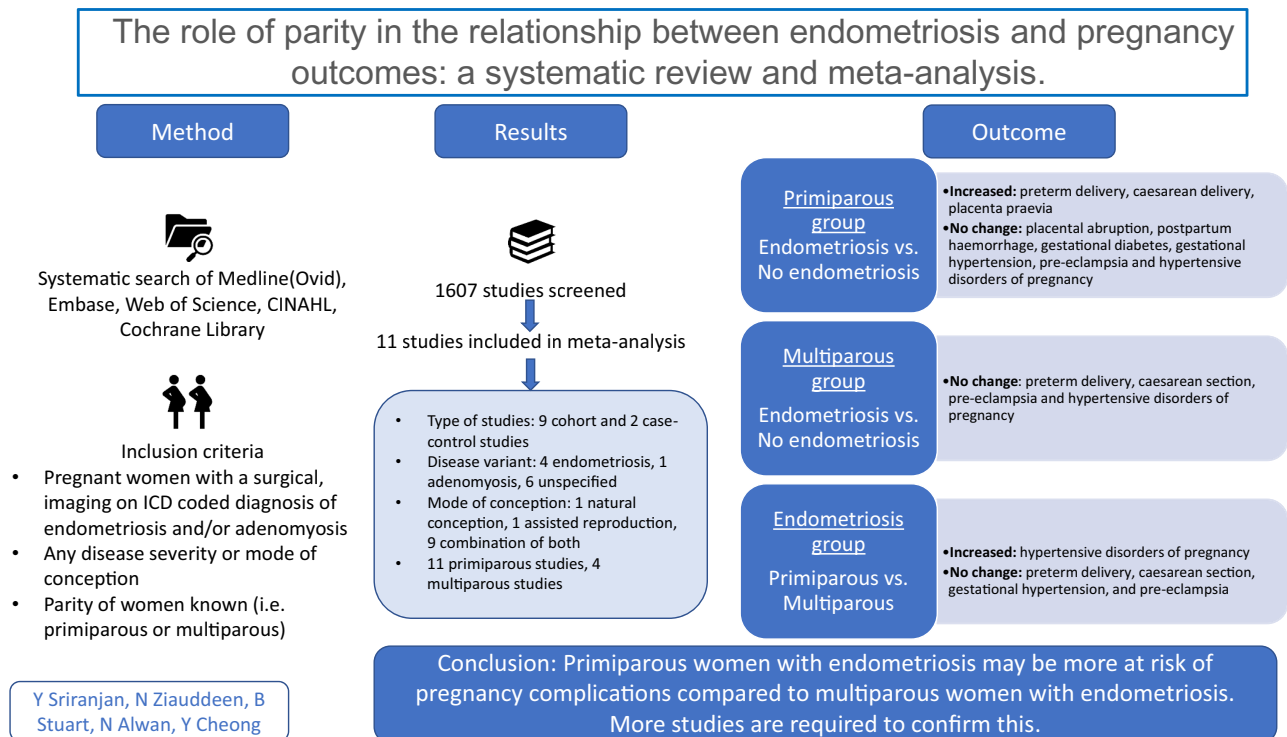 The role of parity in the relationship between endometriosis and pregnancy
outcomes: a systematic review and meta-analysis.
Method
Systematic search of Medline(Ovid),
Embase, Web of Science, CINAHL,
Cochrane Library
Inclusion criteria
• Pregnant women with a surgical,
imaging on ICD coded diagnosis of
endometriosis and/or adenomyosis
• Any disease severity or mode of
conception
• Parity of women known (i.e.
primiparous or multiparous)
Y Sriranjan, N Ziauddeen, B
Stuart, N Alwan, Y Cheong
Results
1607 studies screened
11 studies included in meta-analysis
• Type of studies: 9 cohort and 2 case-
control studies
• Disease variant: 4 endometriosis, 1
adenomyosis, 6 unspecified
• Mode of conception: 1 natural
conception, 1 assisted reproduction,
9 combination of both
• 11 primiparous studies, 4
multiparous studies
Outcome
Primiparous
group
Endometriosis vs.
No endometriosis
•Increased: preterm delivery, caesarean delivery,
placenta praevia
•No change: placental abruption, postpartum
haemorrhage, gestational diabetes, gestational
hypertension, pre-eclampsia and hypertensive
disorders of pregnancy
Multiparous
group
Endometriosis vs.
No endometriosis
•No change: preterm delivery, caesarean section,
pre-eclampsia and hypertensive disorders of
pregnancy
Endometriosis
group
Primiparous vs.
Multiparous
•Increased: hypertensive disorders of pregnancy
•No change: preterm delivery, caesarean section,
gestational hypertension, and pre-eclampsia
Conclusion: Primiparous women with endometriosis may be more at risk of
pregnancy complications compared to multiparous women with endometriosis.
More studies are required to confirm this.